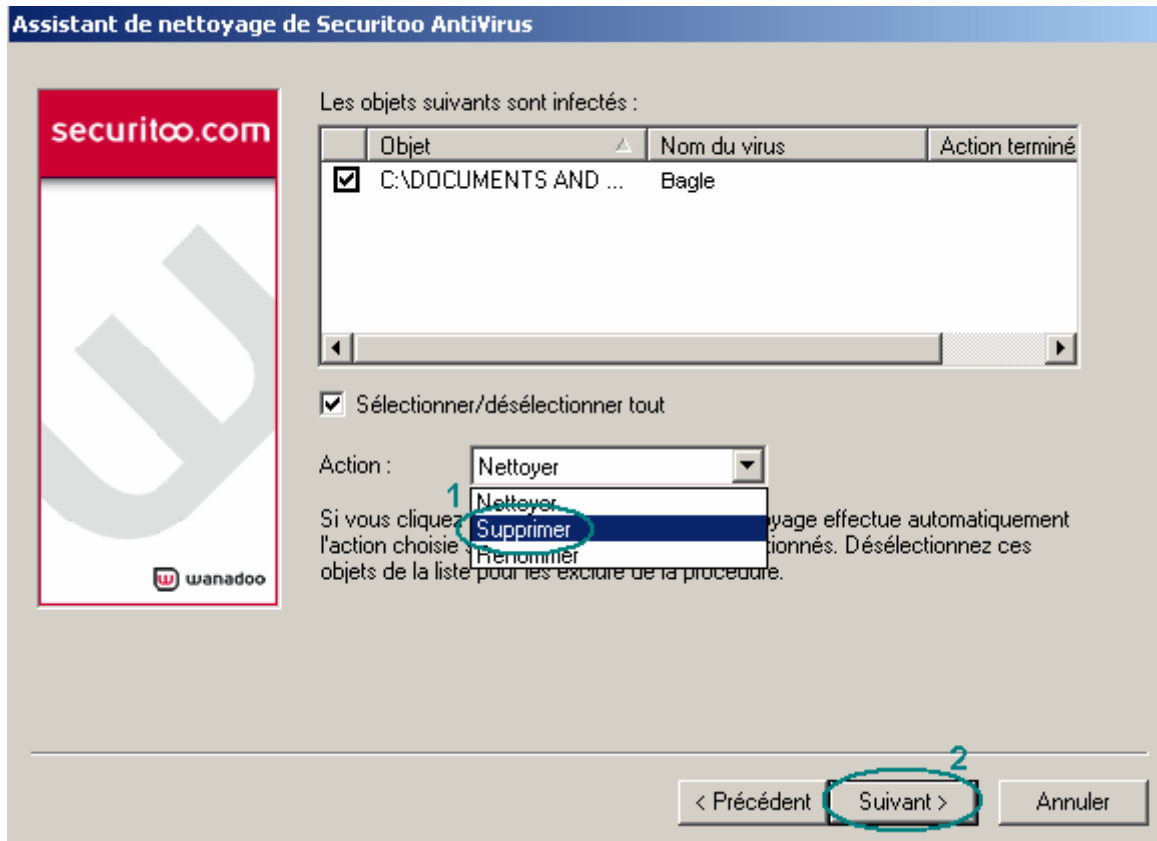 Assistant de nettoyage de Securitoo AntiVirus
securitoo.com
Les objets suivants sont infectés :
Objet Nom du virus Action terminé
C:\DOCUMENTS AND ... Bagle
Sélectionner/désélectionner tout
Action : Nettoyer
1
Nettoyer
Supprimer
Renommer
Si vous cliquez yage effectue automatiquement
l'action choisie tionnés. Désélectionnez ces
objets de la liste pour les exclure de la procédure.
wanadoo
2
< Précédent Suivant > Annuler